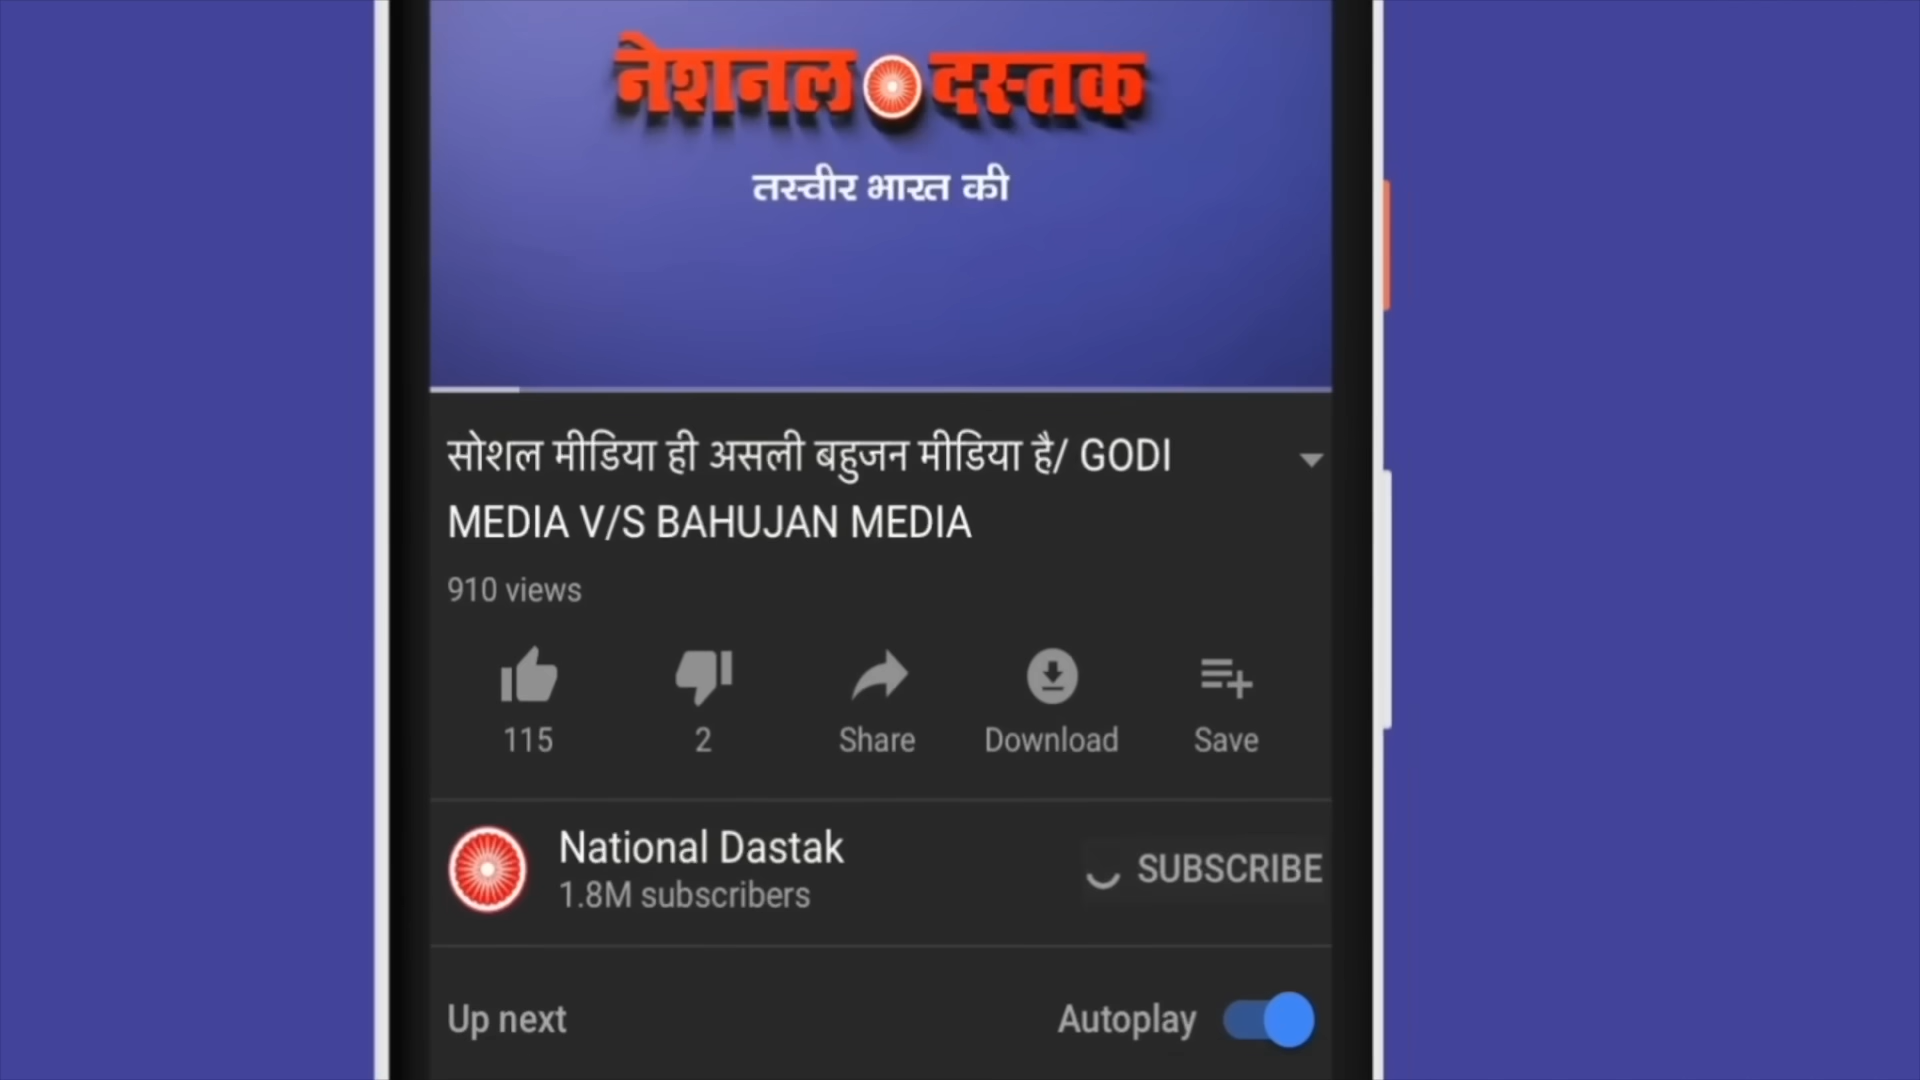 नेशनल दस्तक
तस्वीर भारत की
सोशल मीडिया ही असली बहुजन मीडिया है/ GODI
MEDIA V/S BAHUJAN MEDIA
910 views
115 2 Share Download Save
National Dastak
1.8M subscribers
SUBSCRIBE
Up next Autoplay